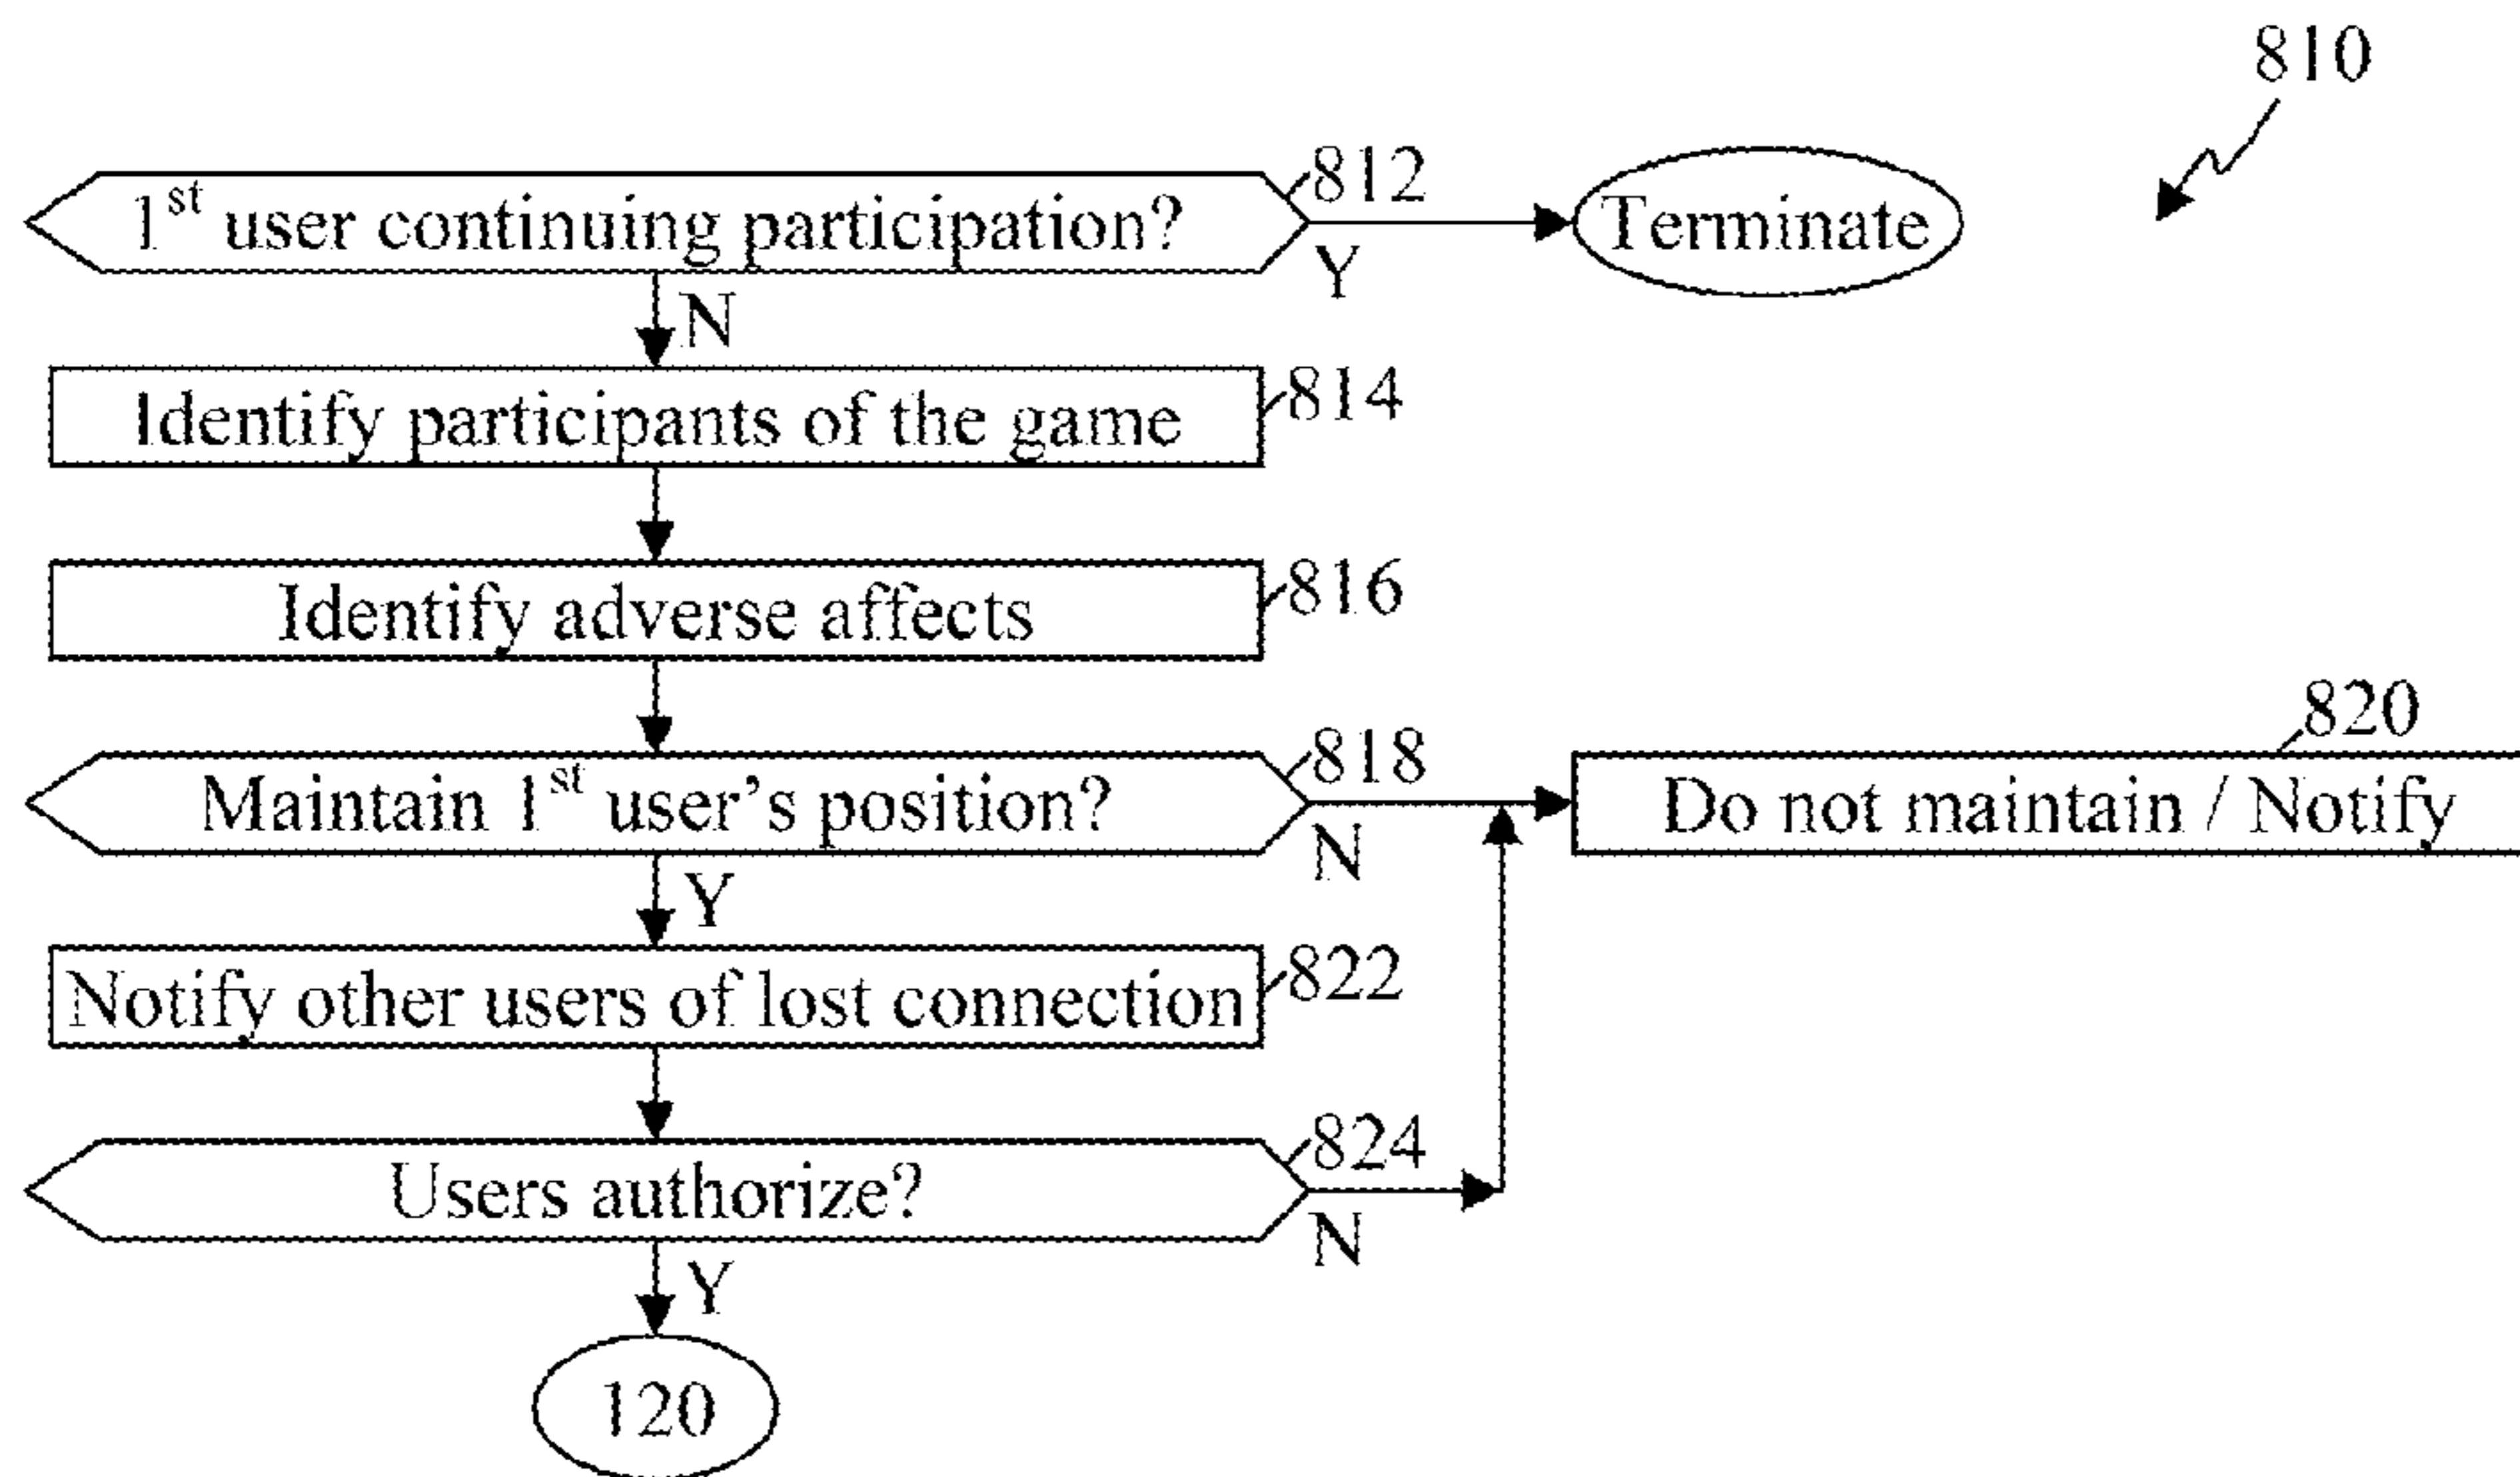 810
812
1st user continuing participation?
Terminate
Y
N
814
Identify participants of the game
816
Identify adverse affects
820
818
Maintain 1st user’s position?
Do not maintain / Notify
N
Y
822
Notify other users of lost connection
824
Users authorize?
N
Y
120